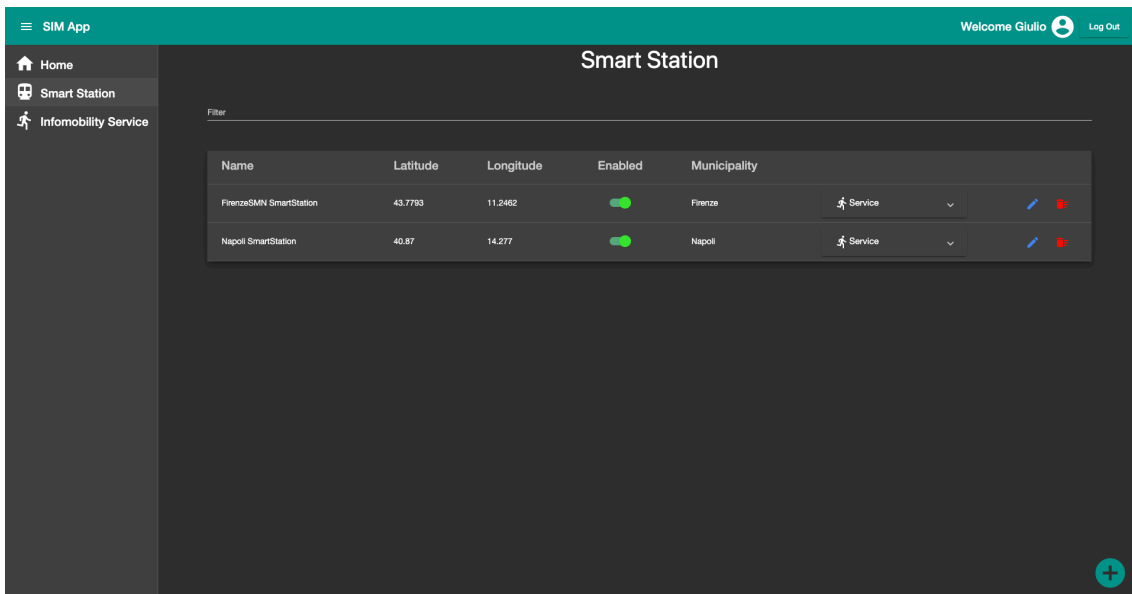 SIM App
Welcome Giulio
Log Out
Home
Smart Station
Infomobility Service
Smart Station
Filter
Name Latitude Longitude Enabled Municipality
FirenzeSMN SmartStation 43.7793 11.2462 Firenze Service
Napoli SmartStation 40.87 14.277 Napoli Service